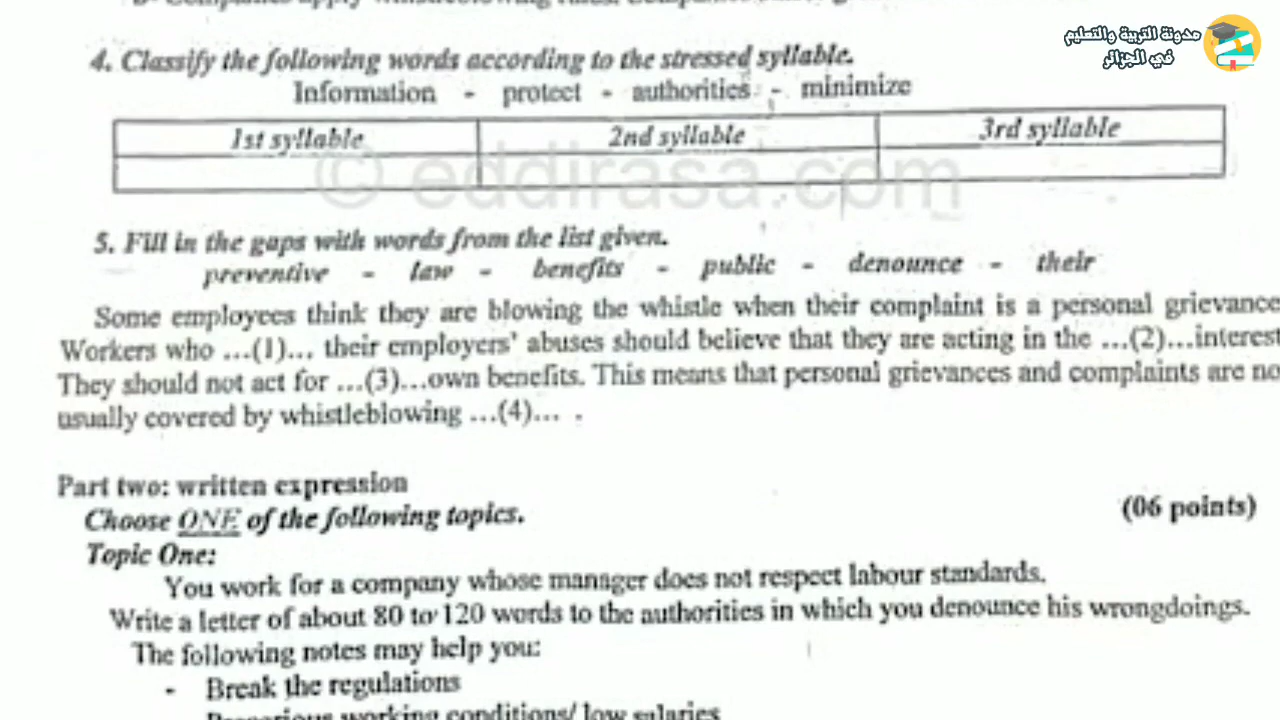 مدونة التربية والتعليم
في الجزائر
4. Classify the following words according to the stressed syllable.
Information - protect - authorities - minimize
1st syllable 2nd syllable 3rd syllable
© eddirasa.com
5. Fill in the gaps with words from the list given.
preventive - law - benefits - public - denounce - their
Some employees think they are blowing the whistle when their complaint is a personal grievance
Workers who ...(1)... their employers' abuses should believe that they are acting in the ...(2)...interest
They should not act for ...(3)...own benefits. This means that personal grievances and complaints are no
usually covered by whistleblowing ...(4)... .
Part two: written expression
(06 points)
Choose ONE of the following topics.
Topic One:
You work for a company whose manager does not respect labour standards.
Write a letter of about 80 to 120 words to the authorities in which you denounce his wrongdoings.
The following notes may help you:
- Break the regulations
working conditions/ low salaries